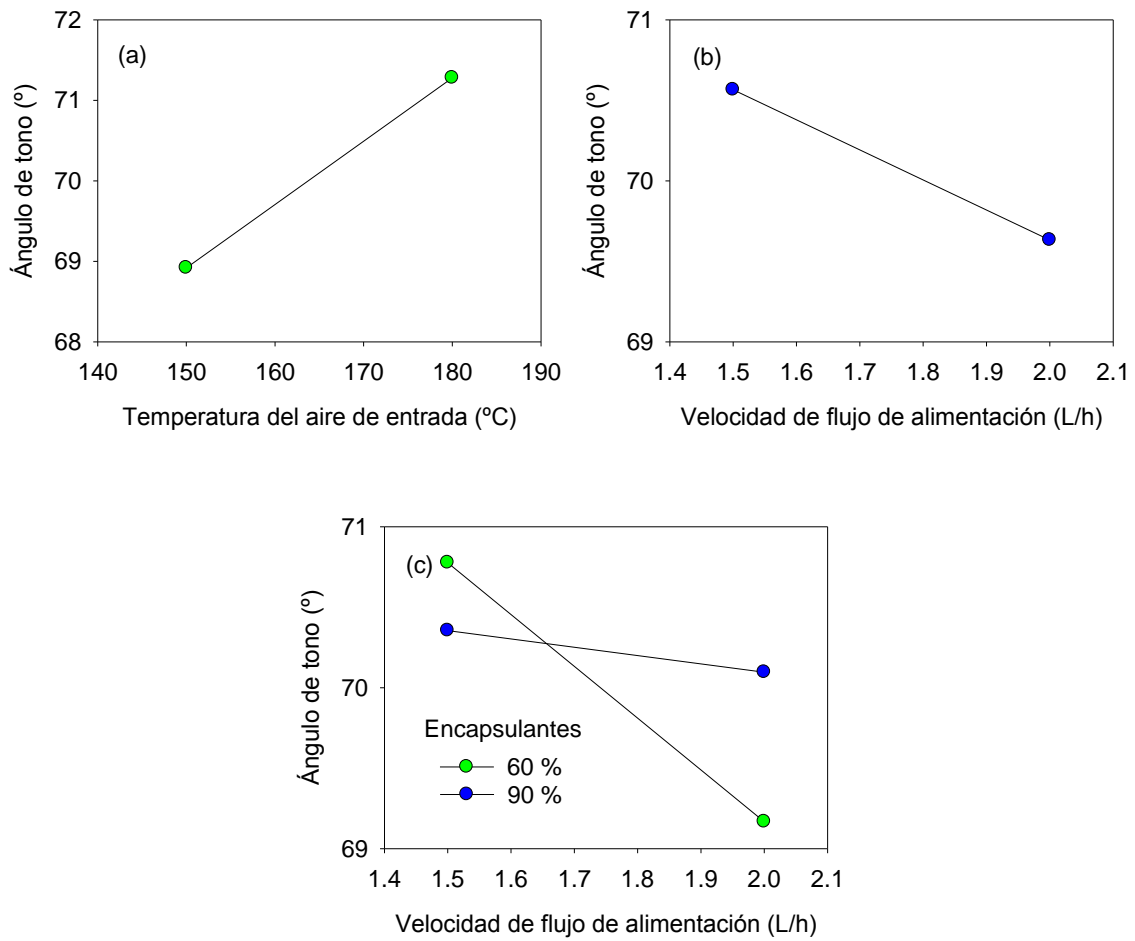 (a)
Ángulo de tono (º)
72
71
70
69
68
140 150 160 170 180 190
Temperatura del aire de entrada (ºC)
(b)
Ángulo de tono (º)
71
70
69
1.4 1.5 1.6 1.7 1.8 1.9 2.0 2.1
Velocidad de flujo de alimentación (L/h)
(c)
Ángulo de tono (º)
71
70
69
Encapsulantes
60 %
90 %
1.4 1.5 1.6 1.7 1.8 1.9 2.0 2.1
Velocidad de flujo de alimentación (L/h)